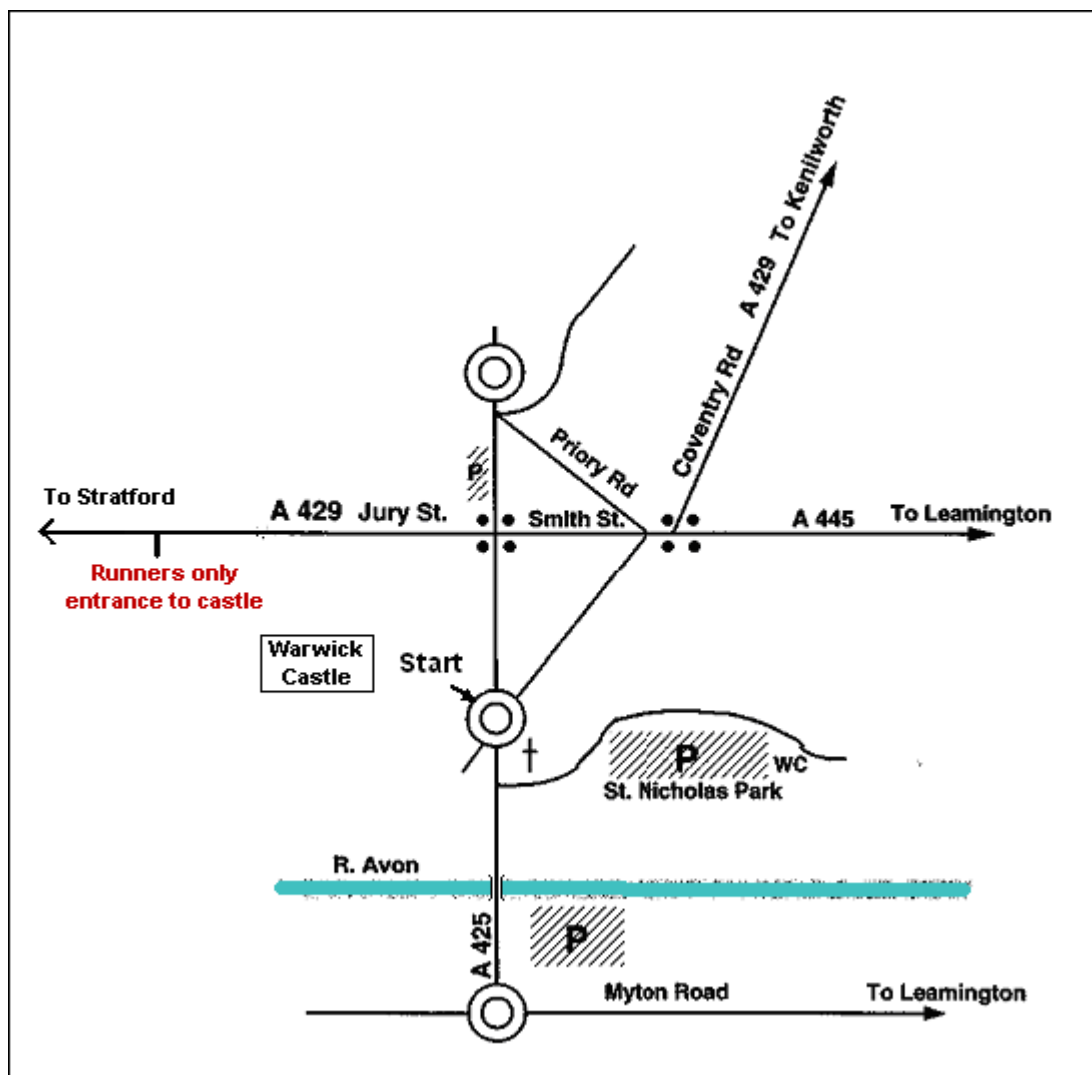 A 429 To Kenilworth
Coventry Rd
Priory Rd
P
To Stratford
A 429 Jury St.
Smith St.
A 445
To Leamington
Runners only
entrance to castle
Warwick
Castle
Start
P
WC
St. Nicholas Park
R. Avon
A 425
P
Myton Road
To Leamington